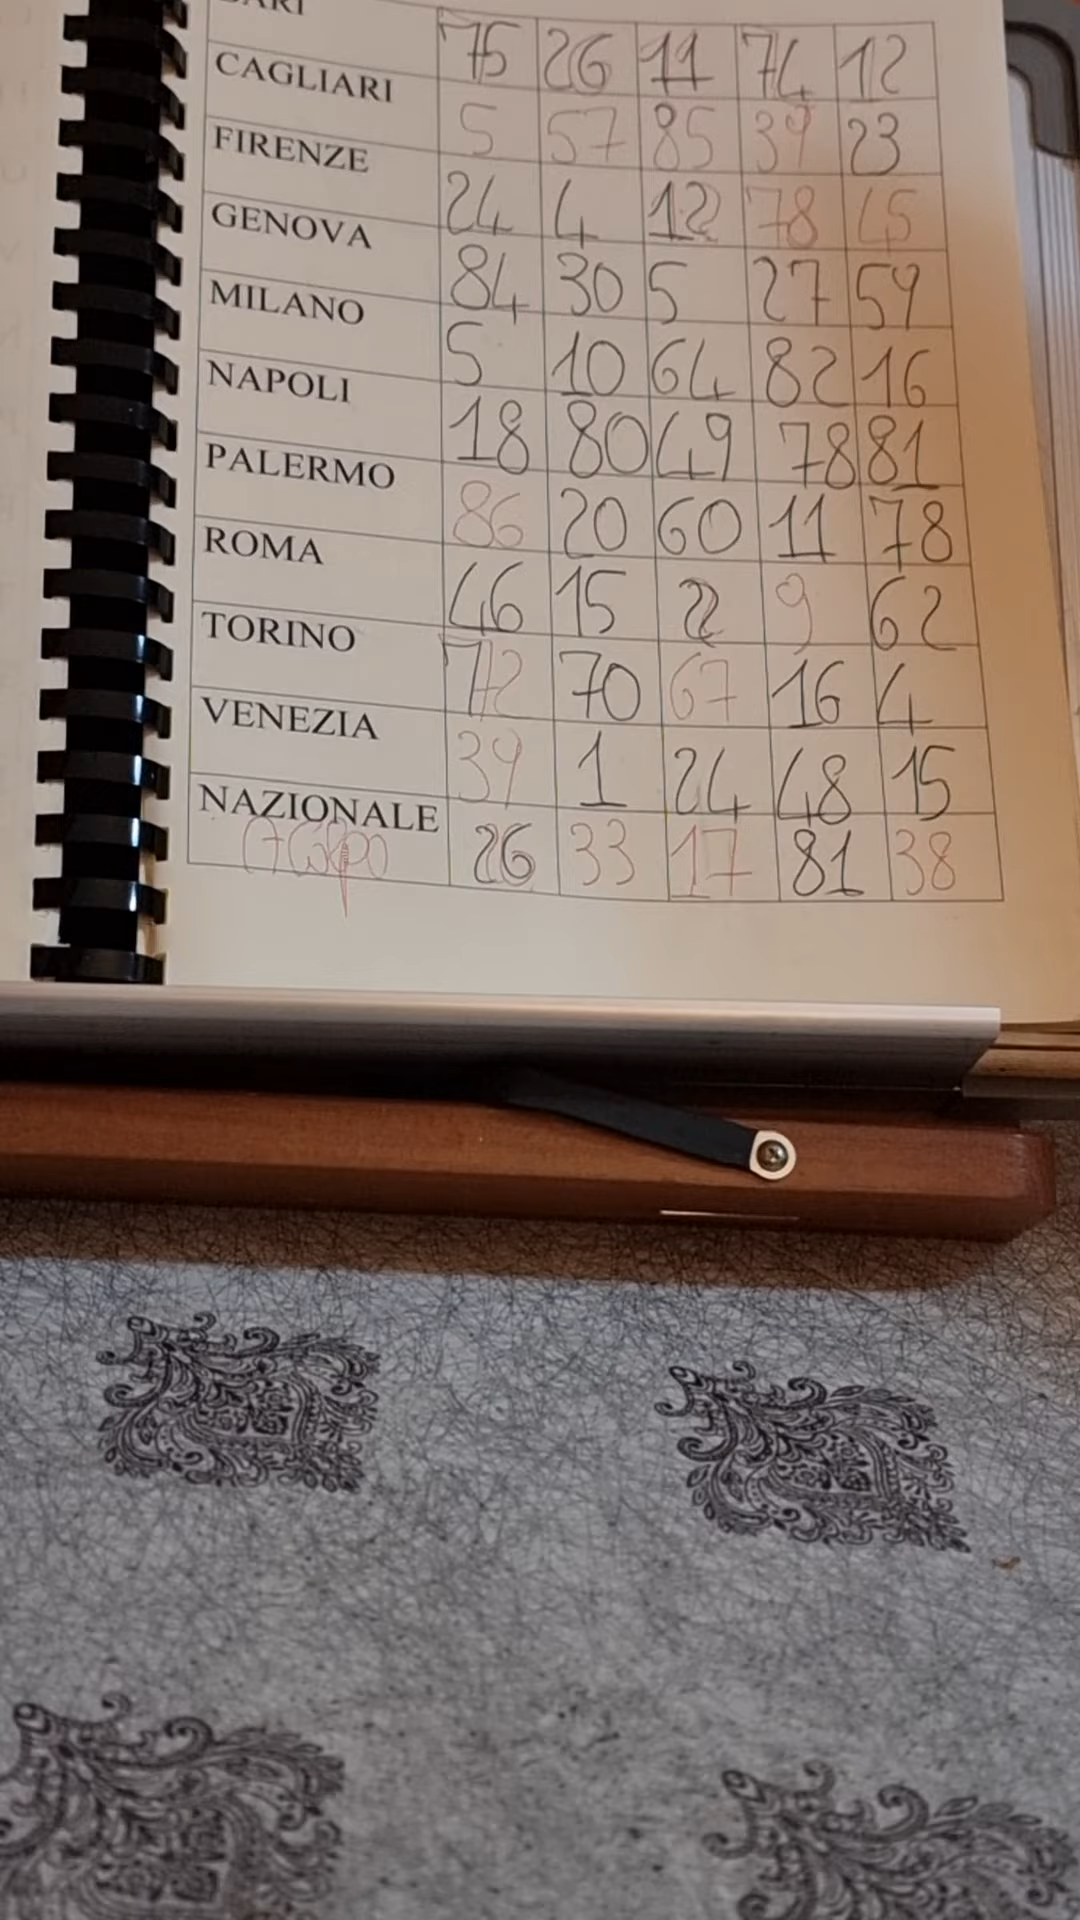 BARI 75 26 11 74 12
CAGLIARI 5 57 85 39 23
FIRENZE 24 4 12 78 45
GENOVA 84 30 5 27 59
MILANO 5 10 64 82 16
NAPOLI 18 80 49 78 81
PALERMO 86 20 60 11 78
ROMA 46 15 9 62
TORINO 72 70 67 16 4
VENEZIA 39 1 24 48 15
NAZIONALE 26 33 17 81 38